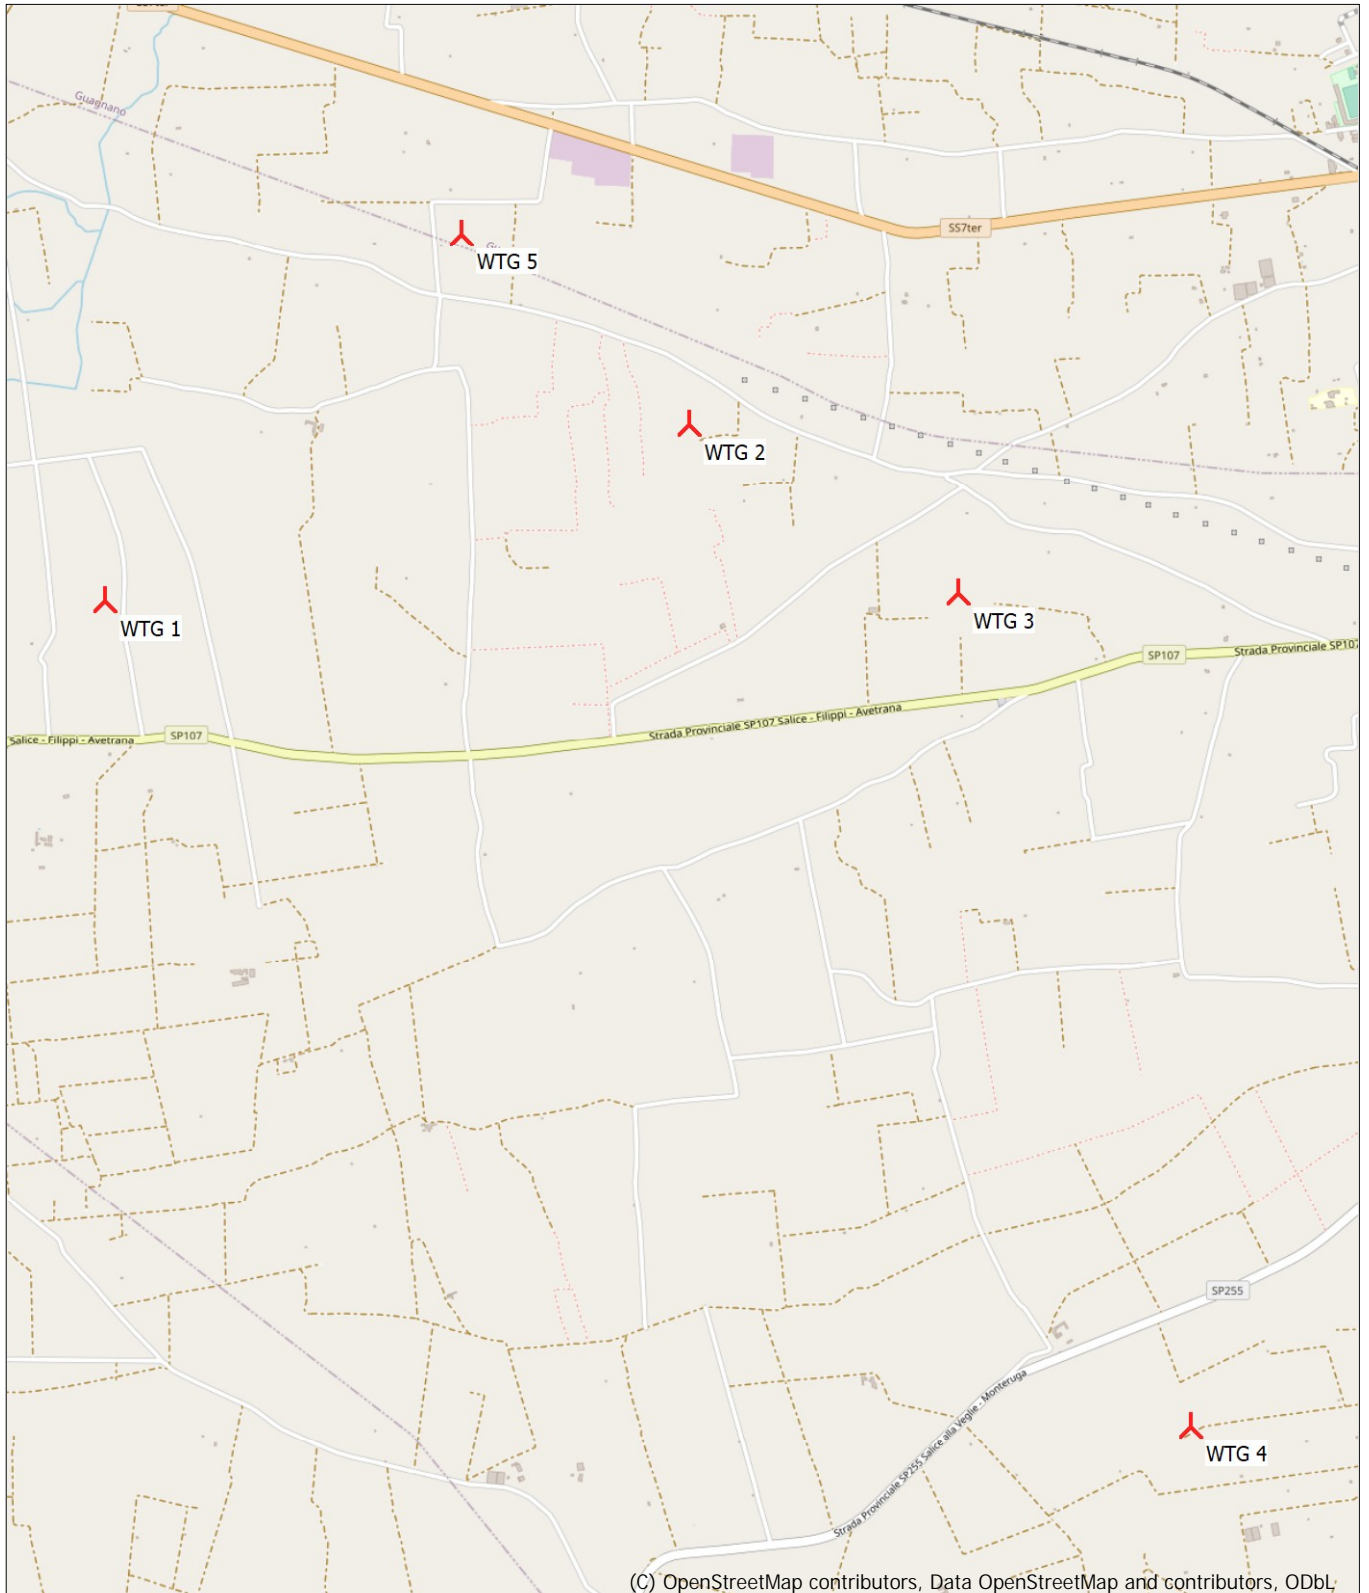 Guagnano
WTG 5
SS7ter
WTG 2
WTG 1
WTG 3
SP107
Strada Provinciale SP107
Salice - Filippi - Avetrana
SP107
Strada Provinciale SP107 Salice - Filippi - Avetrana
SP255
Strada Provinciale SP255 Salice alla Veglie - Monteruga
WTG 4
(C) OpenStreetMap contributors, Data OpenStreetMap and contributors, ODbL